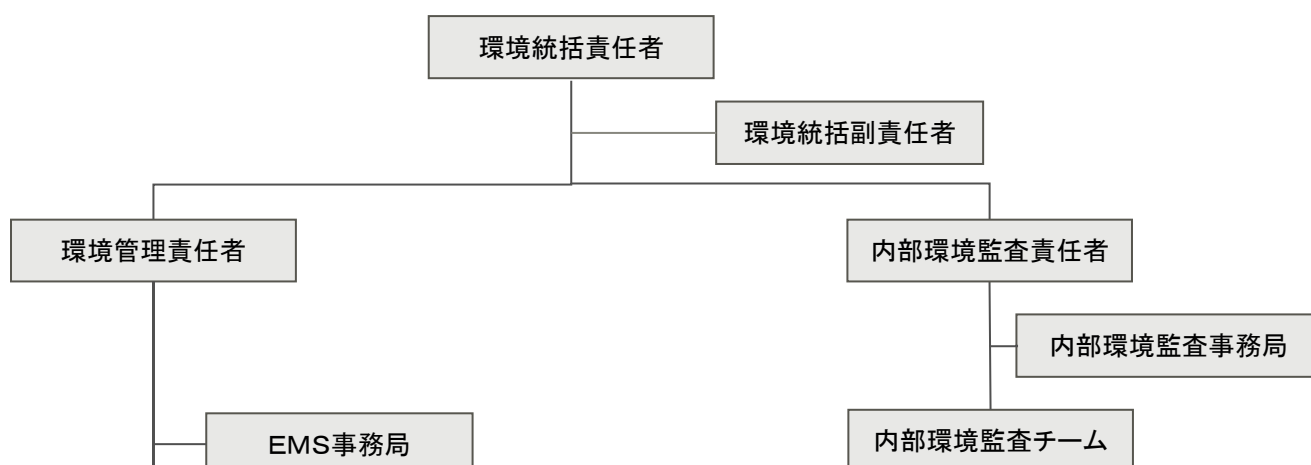 環境統括責任者
環境統括副責任者
環境管理責任者
内部環境監査責任者
内部環境監査事務局
EMS事務局
内部環境監査チーム